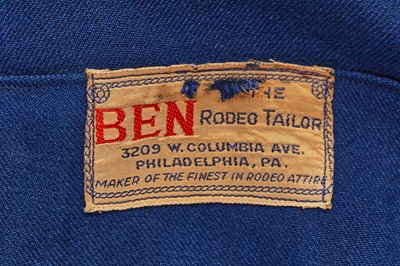 THE
BEN RODEO TAILOR
3209 W. COLUMBIA AVE.
PHILADELPHIA, PA.
MAKER OF THE FINEST IN RODEO ATTIRE